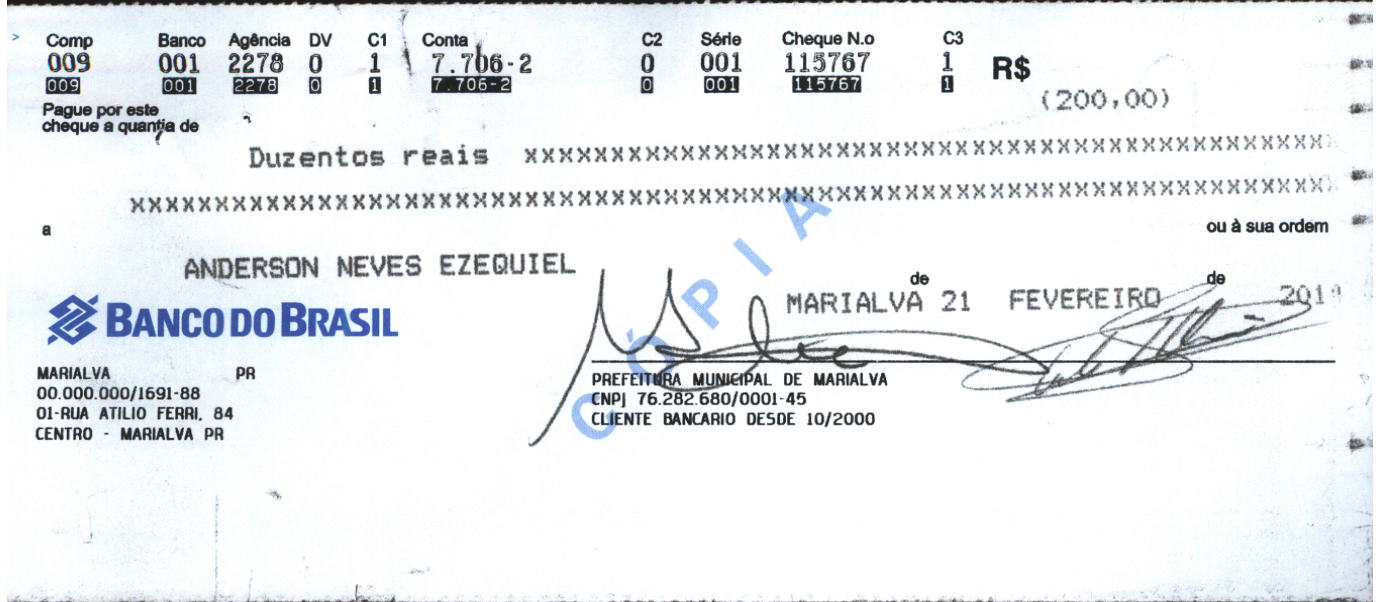 Comp Banco Agência DV C1 Conta C2 Série Cheque N.o C3
009 001 2278 0 1 7.706-2 0 001 115767 1 R$
009 001 2278 0 1 7.706-2 0 001 115767 1
(200,00)
Pague por este
cheque a quantia de
Duzentos reais xxxxxxxxxxxxxxxxxxxxxxxxxxxxxxxxxxxxxxxxxxxxxxx
xxxxxxxxxxxxxxxxxxxxxxxxxxxxxxxxxxxxxxxxxxxxxxxxxxxxxxxxxxxxxxxxxxxxx
a ou à sua ordem
ANDERSON NEVES EZEQUIEL
de de
MARIALVA 21 FEVEREIRO
BANCO DO BRASIL
CÓPIA
MARIALVA PR
00.000.000/1691-88
01-RUA ATILIO FERRI, 84
CENTRO - MARIALVA PR
PREFEITURA MUNICIPAL DE MARIALVA
CNPJ 76.282.680/0001-45
CLIENTE BANCARIO DESDE 10/2000